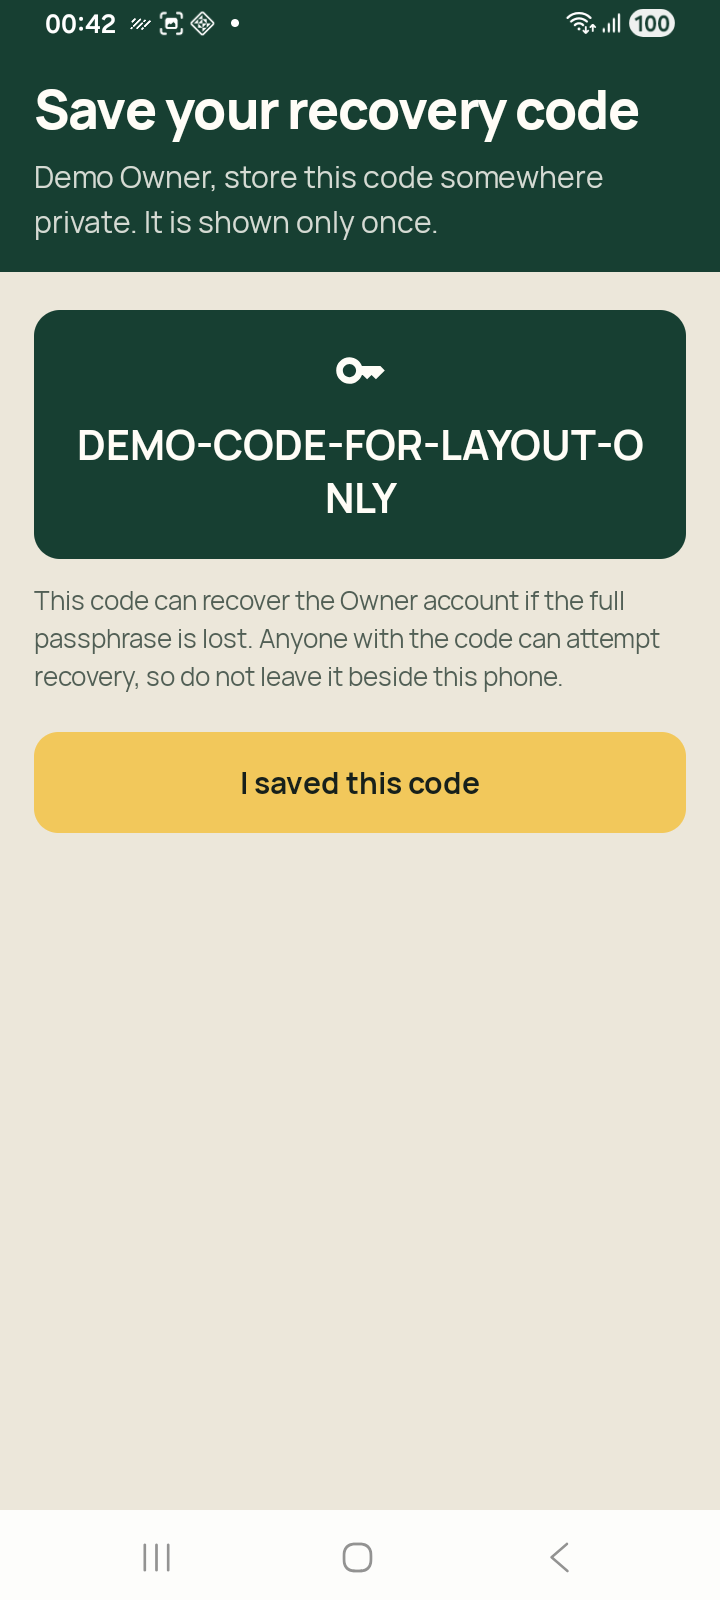 00:42
100
Save your recovery code
Demo Owner, store this code somewhere
private. It is shown only once.
DEMO-CODE-FOR-LAYOUT-O
NLY
This code can recover the Owner account if the full
passphrase is lost. Anyone with the code can attempt
recovery, so do not leave it beside this phone.
I saved this code